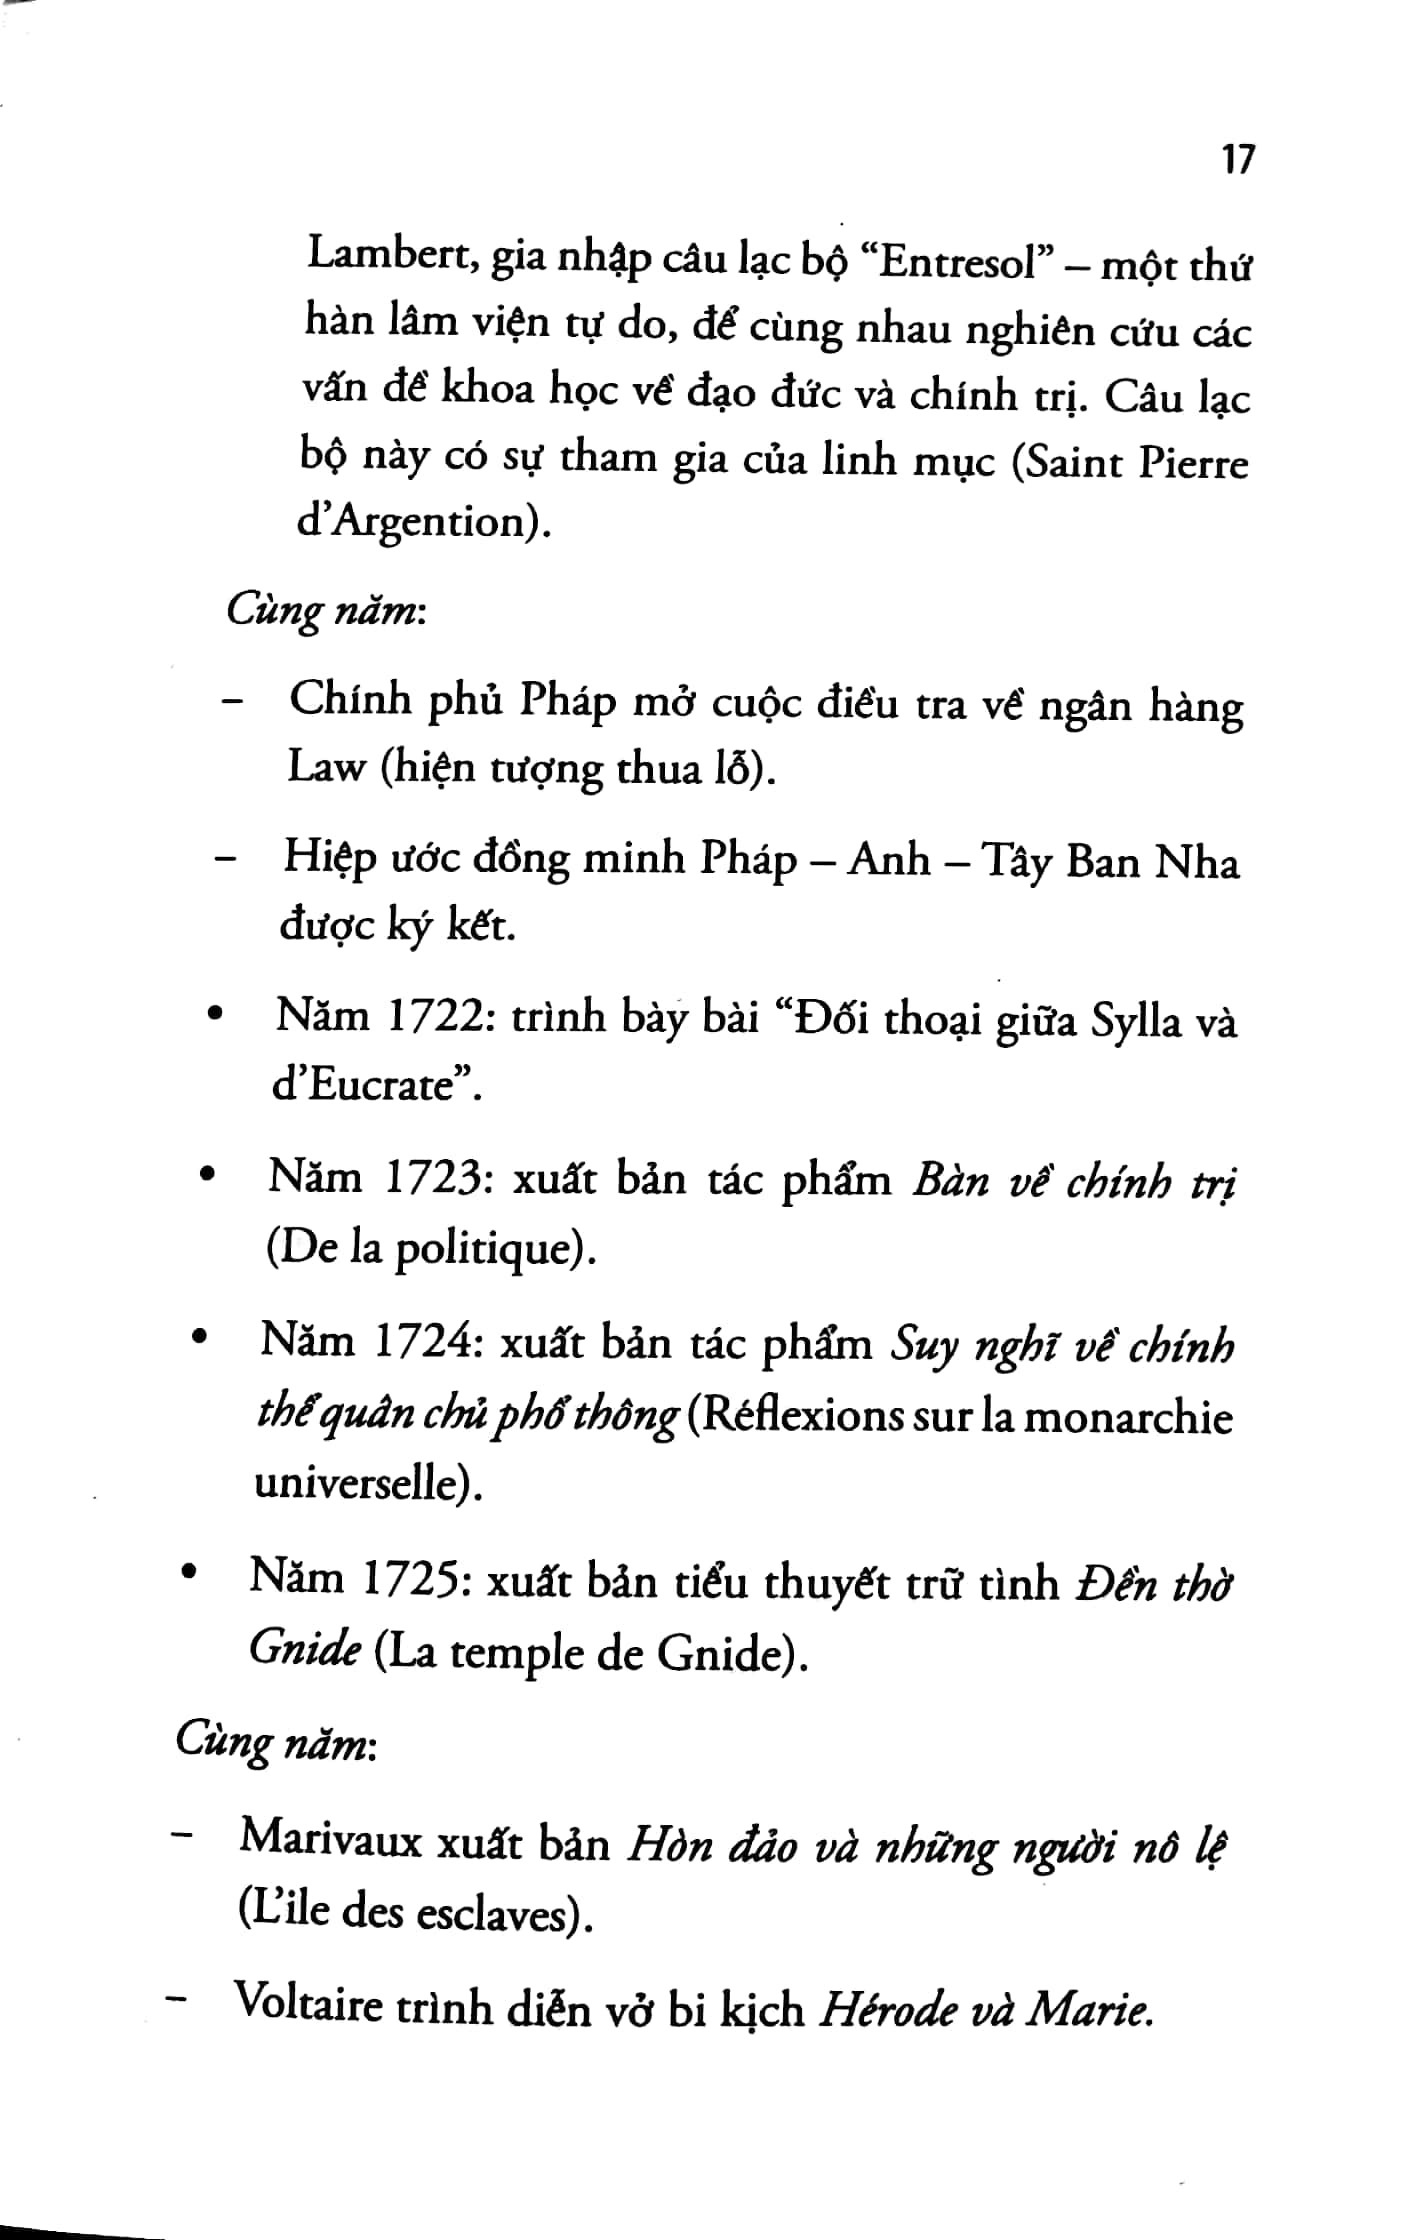 17
Lambert, gia nhập câu lạc bộ “Entresol” – một thứ
hàn lâm viện tự do, để cùng nhau nghiên cứu các
vấn đề khoa học về đạo đức và chính trị. Câu lạc
bộ này có sự tham gia của linh mục (Saint Pierre
d’Argention).
Cùng năm:
– Chính phủ Pháp mở cuộc điều tra về ngân hàng
Law (hiện tượng thua lỗ).
– Hiệp ước đồng minh Pháp – Anh – Tây Ban Nha
được ký kết.
• Năm 1722: trình bày bài “Đối thoại giữa Sylla và
d’Eucrate”.
• Năm 1723: xuất bản tác phẩm Bàn về chính trị
(De la politique).
• Năm 1724: xuất bản tác phẩm Suy nghĩ về chính
thể quân chủ phổ thông (Réflexions sur la monarchie
universelle).
• Năm 1725: xuất bản tiểu thuyết trữ tình Đền thờ
Gnide (La temple de Gnide).
Cùng năm:
– Marivaux xuất bản Hòn đảo và những người nô lệ
(L’ile des esclaves).
– Voltaire trình diễn vở bi kịch Hérode và Marie.